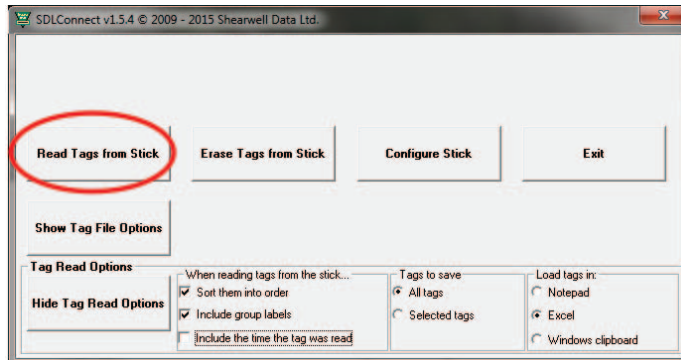 SDLConnect v1.5.4 © 2009 - 2015 Shearwell Data Ltd.
Read Tags from Stick
Erase Tags from Stick
Configure Stick
Exit
Show Tag File Options
Tag Read Options
Hide Tag Read Options
When reading tags from the stick...
Sort them into order
Include group labels
Include the time the tag was read
Tags to save
All tags
Selected tags
Load tags in:
Notepad
Excel
Windows clipboard